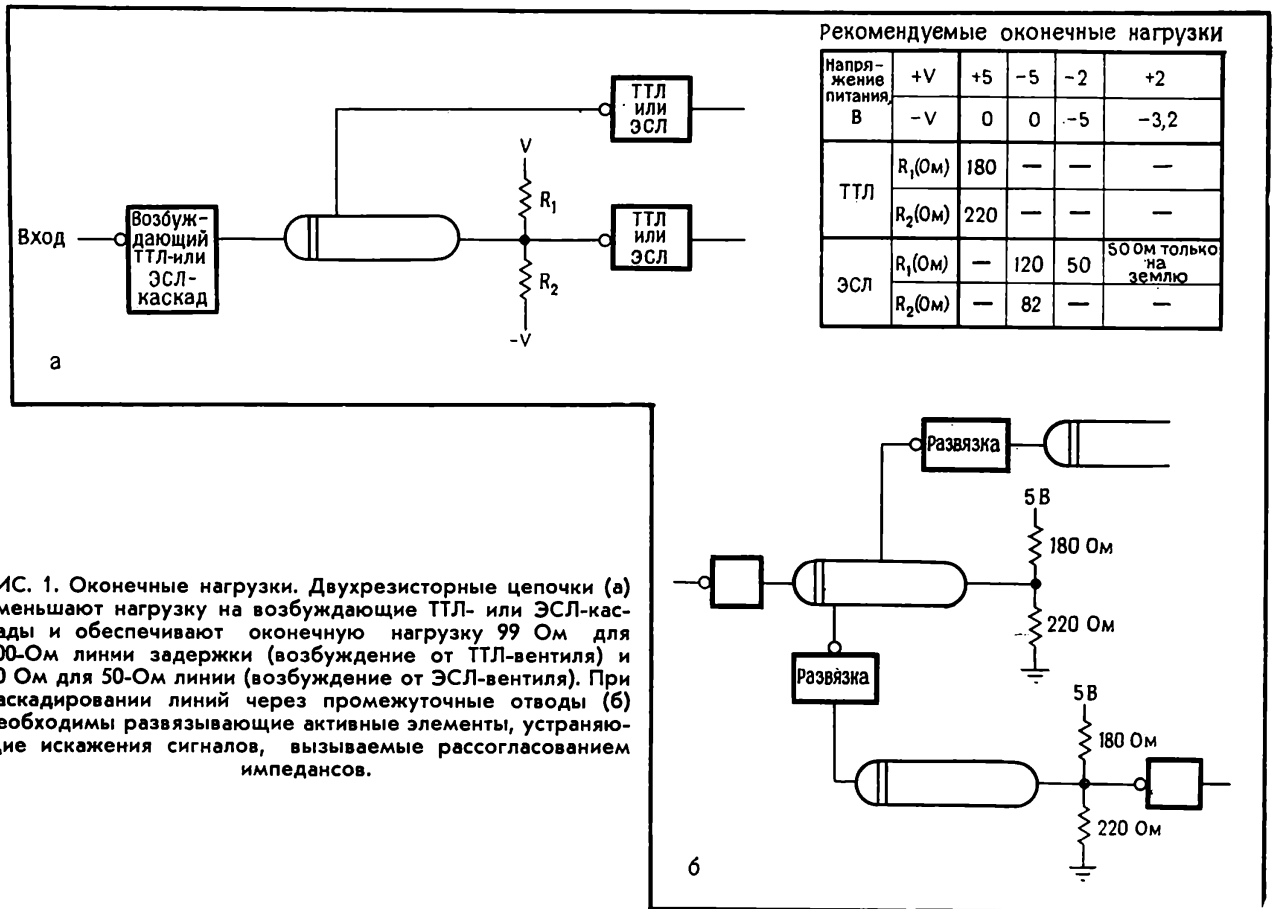 Рекомендуемые оконечные нагрузки
Напря-
жение
питания,
В
+V +5 -5 -2 +2
-V 0 0 -5 -3,2
ТТЛ
R₁(Ом) 180 — — —
R₂(Ом) 220 — — —
ЭСЛ
R₁(Ом) — 120 50 50 Ом только
на
землю
R₂(Ом) — 82 — —
ТТЛ
или
ЭСЛ
V
R₁
Вход
Возбуж-
дающий
ТТЛ-или
ЭСЛ-
каскад
ТТЛ
или
ЭСЛ
R₂
-V
а
Развязка
5 В
180 Ом
220 Ом
Развязка
5 В
180 Ом
220 Ом
б
ИС. 1. Оконечные нагрузки. Двухрезисторные цепочки (а)
меньшают нагрузку на возбуждающие ТТЛ- или ЭСЛ-кас-
ады и обеспечивают оконечную нагрузку 99 Ом для
00-Ом линии задержки (возбуждение от ТТЛ-вентиля) и
0 Ом для 50-Ом линии (возбуждение от ЭСЛ-вентиля). При
аскадировании линий через промежуточные отводы (б)
еобходимы развязывающие активные элементы, устраняю-
щие искажения сигналов, вызываемые рассогласованием
импедансов.